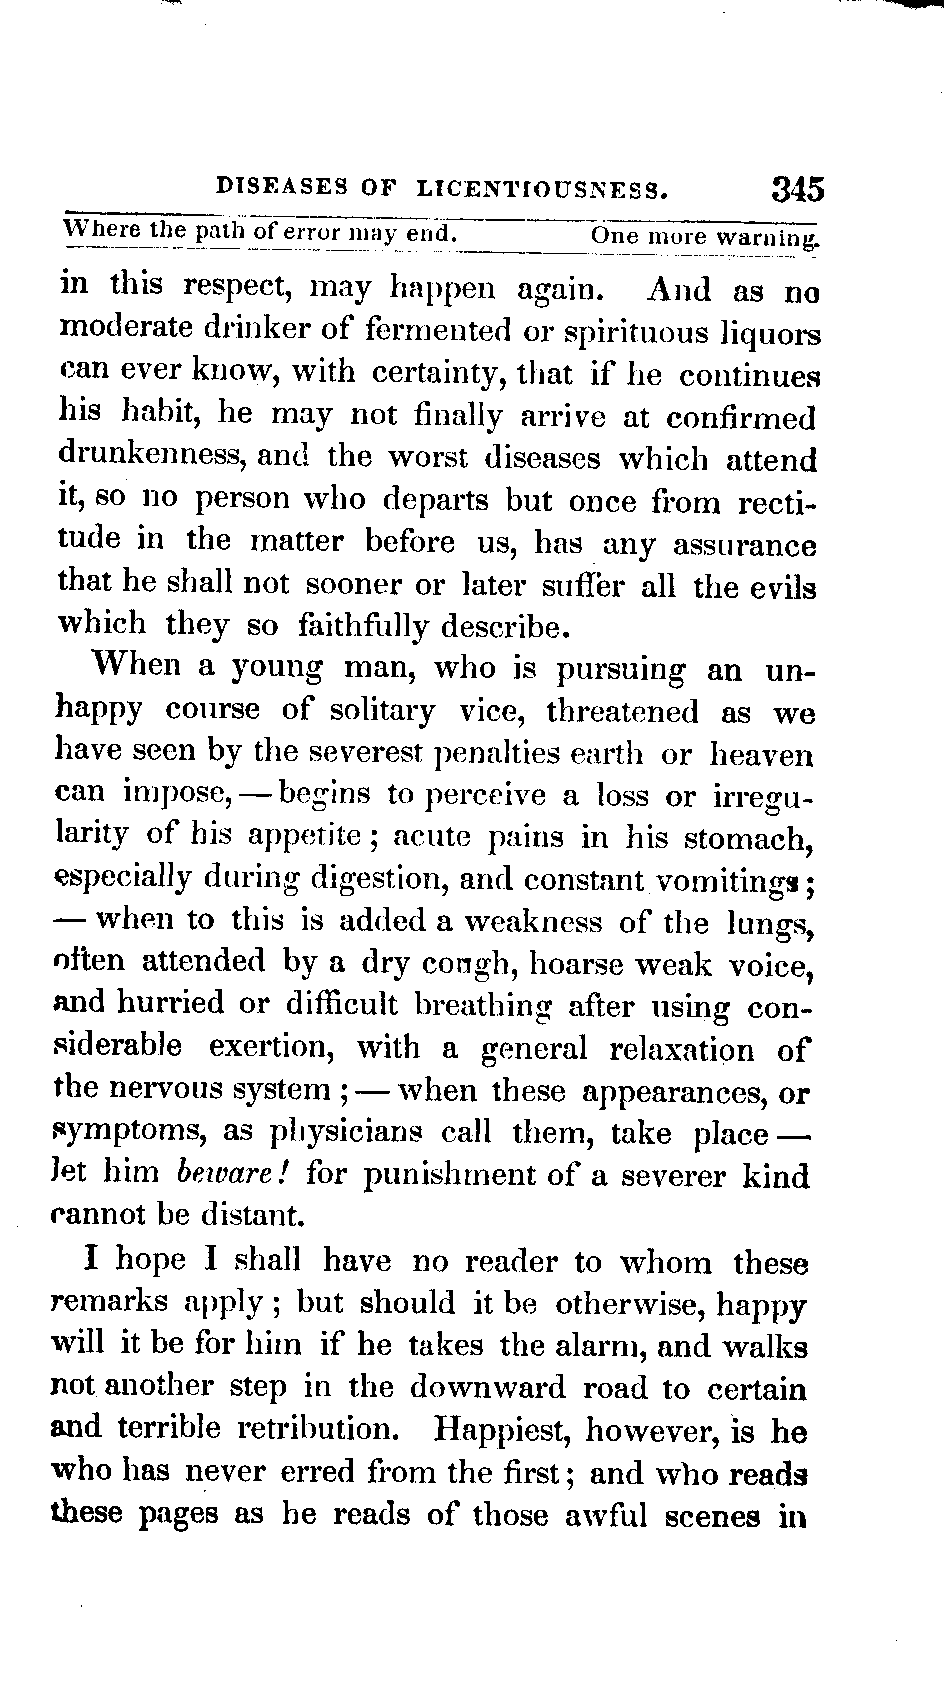 DISEASES OF LICENTIOUSNESS. 345
Where the path of error may end. One more warning.
in this respect, may happen again. And as no
moderate drinker of fermented or spirituous liquors
can ever know, with certainty, that if he continues
his habit, he may not finally arrive at confirmed
drunkenness, and the worst diseases which attend
it, so no person who departs but once from recti-
tude in the matter before us, has any assurance
that he shall not sooner or later suffer all the evils
which they so faithfully describe.
When a young man, who is pursuing an un-
happy course of solitary vice, threatened as we
have seen by the severest penalties earth or heaven
can impose,—begins to perceive a loss or irregu-
larity of his appetite; acute pains in his stomach,
especially during digestion, and constant vomitings;
— when to this is added a weakness of the lungs,
often attended by a dry cough, hoarse weak voice,
and hurried or difficult breathing after using con-
siderable exertion, with a general relaxation of
the nervous system;—when these appearances, or
symptoms, as physicians call them, take place—
let him beware! for punishment of a severer kind
cannot be distant.
I hope I shall have no reader to whom these
remarks apply; but should it be otherwise, happy
will it be for him if he takes the alarm, and walks
not another step in the downward road to certain
and terrible retribution. Happiest, however, is he
who has never erred from the first; and who reads
these pages as he reads of those awful scenes in